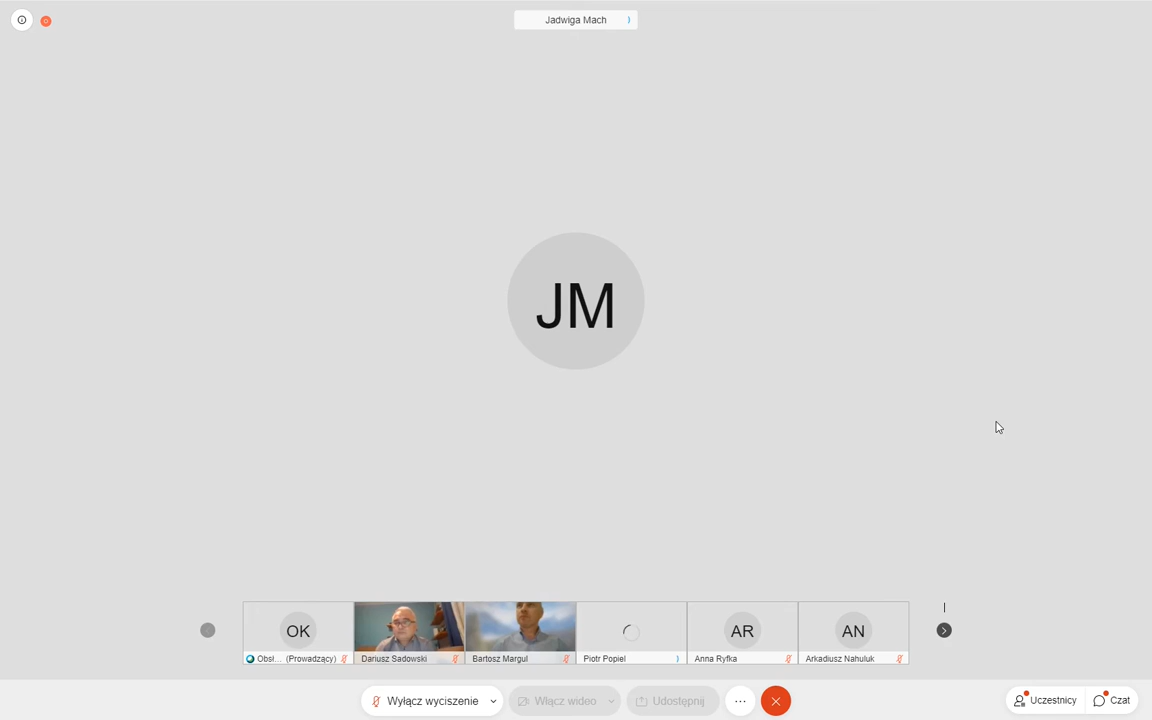 Jadwiga Mach
JM
OK
AR
AN
Obsł... (Prowadzący)
Dariusz Sadowski
Bartosz Margul
Piotr Popiel
Anna Ryfka
Arkadiusz Nahuluk
Wyłącz wyciszenie
Włącz wideo
Udostępnij
Uczestnicy
Czat